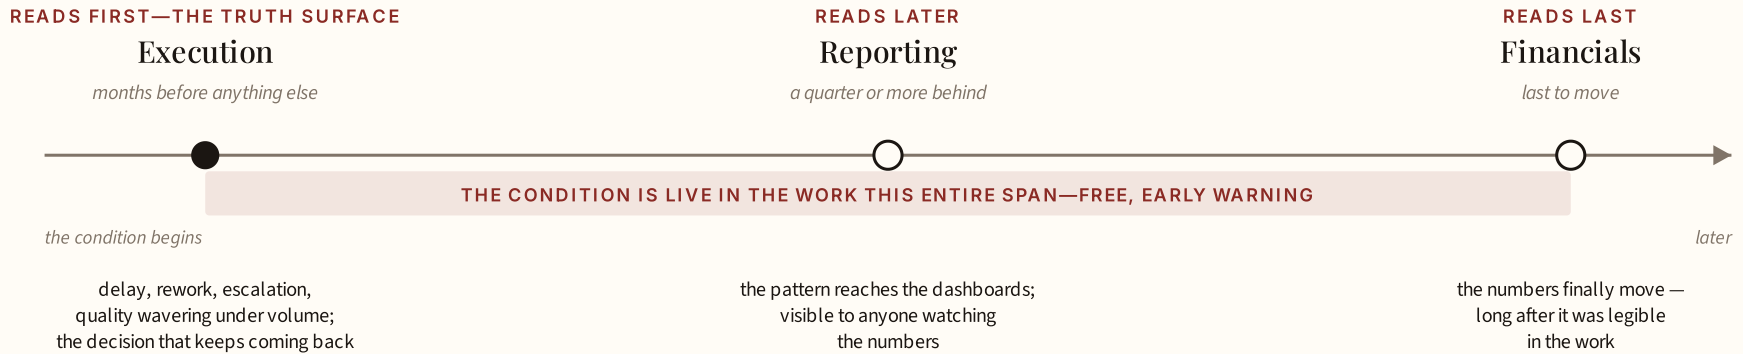 READS FIRST—THE TRUTH SURFACE
Execution
months before anything else
READS LATER
Reporting
a quarter or more behind
READS LAST
Financials
last to move
THE CONDITION IS LIVE IN THE WORK THIS ENTIRE SPAN—FREE, EARLY WARNING
the condition begins
later
delay, rework, escalation,
quality wavering under volume;
the decision that keeps coming back
the pattern reaches the dashboards;
visible to anyone watching
the numbers
the numbers finally move —
long after it was legible
in the work